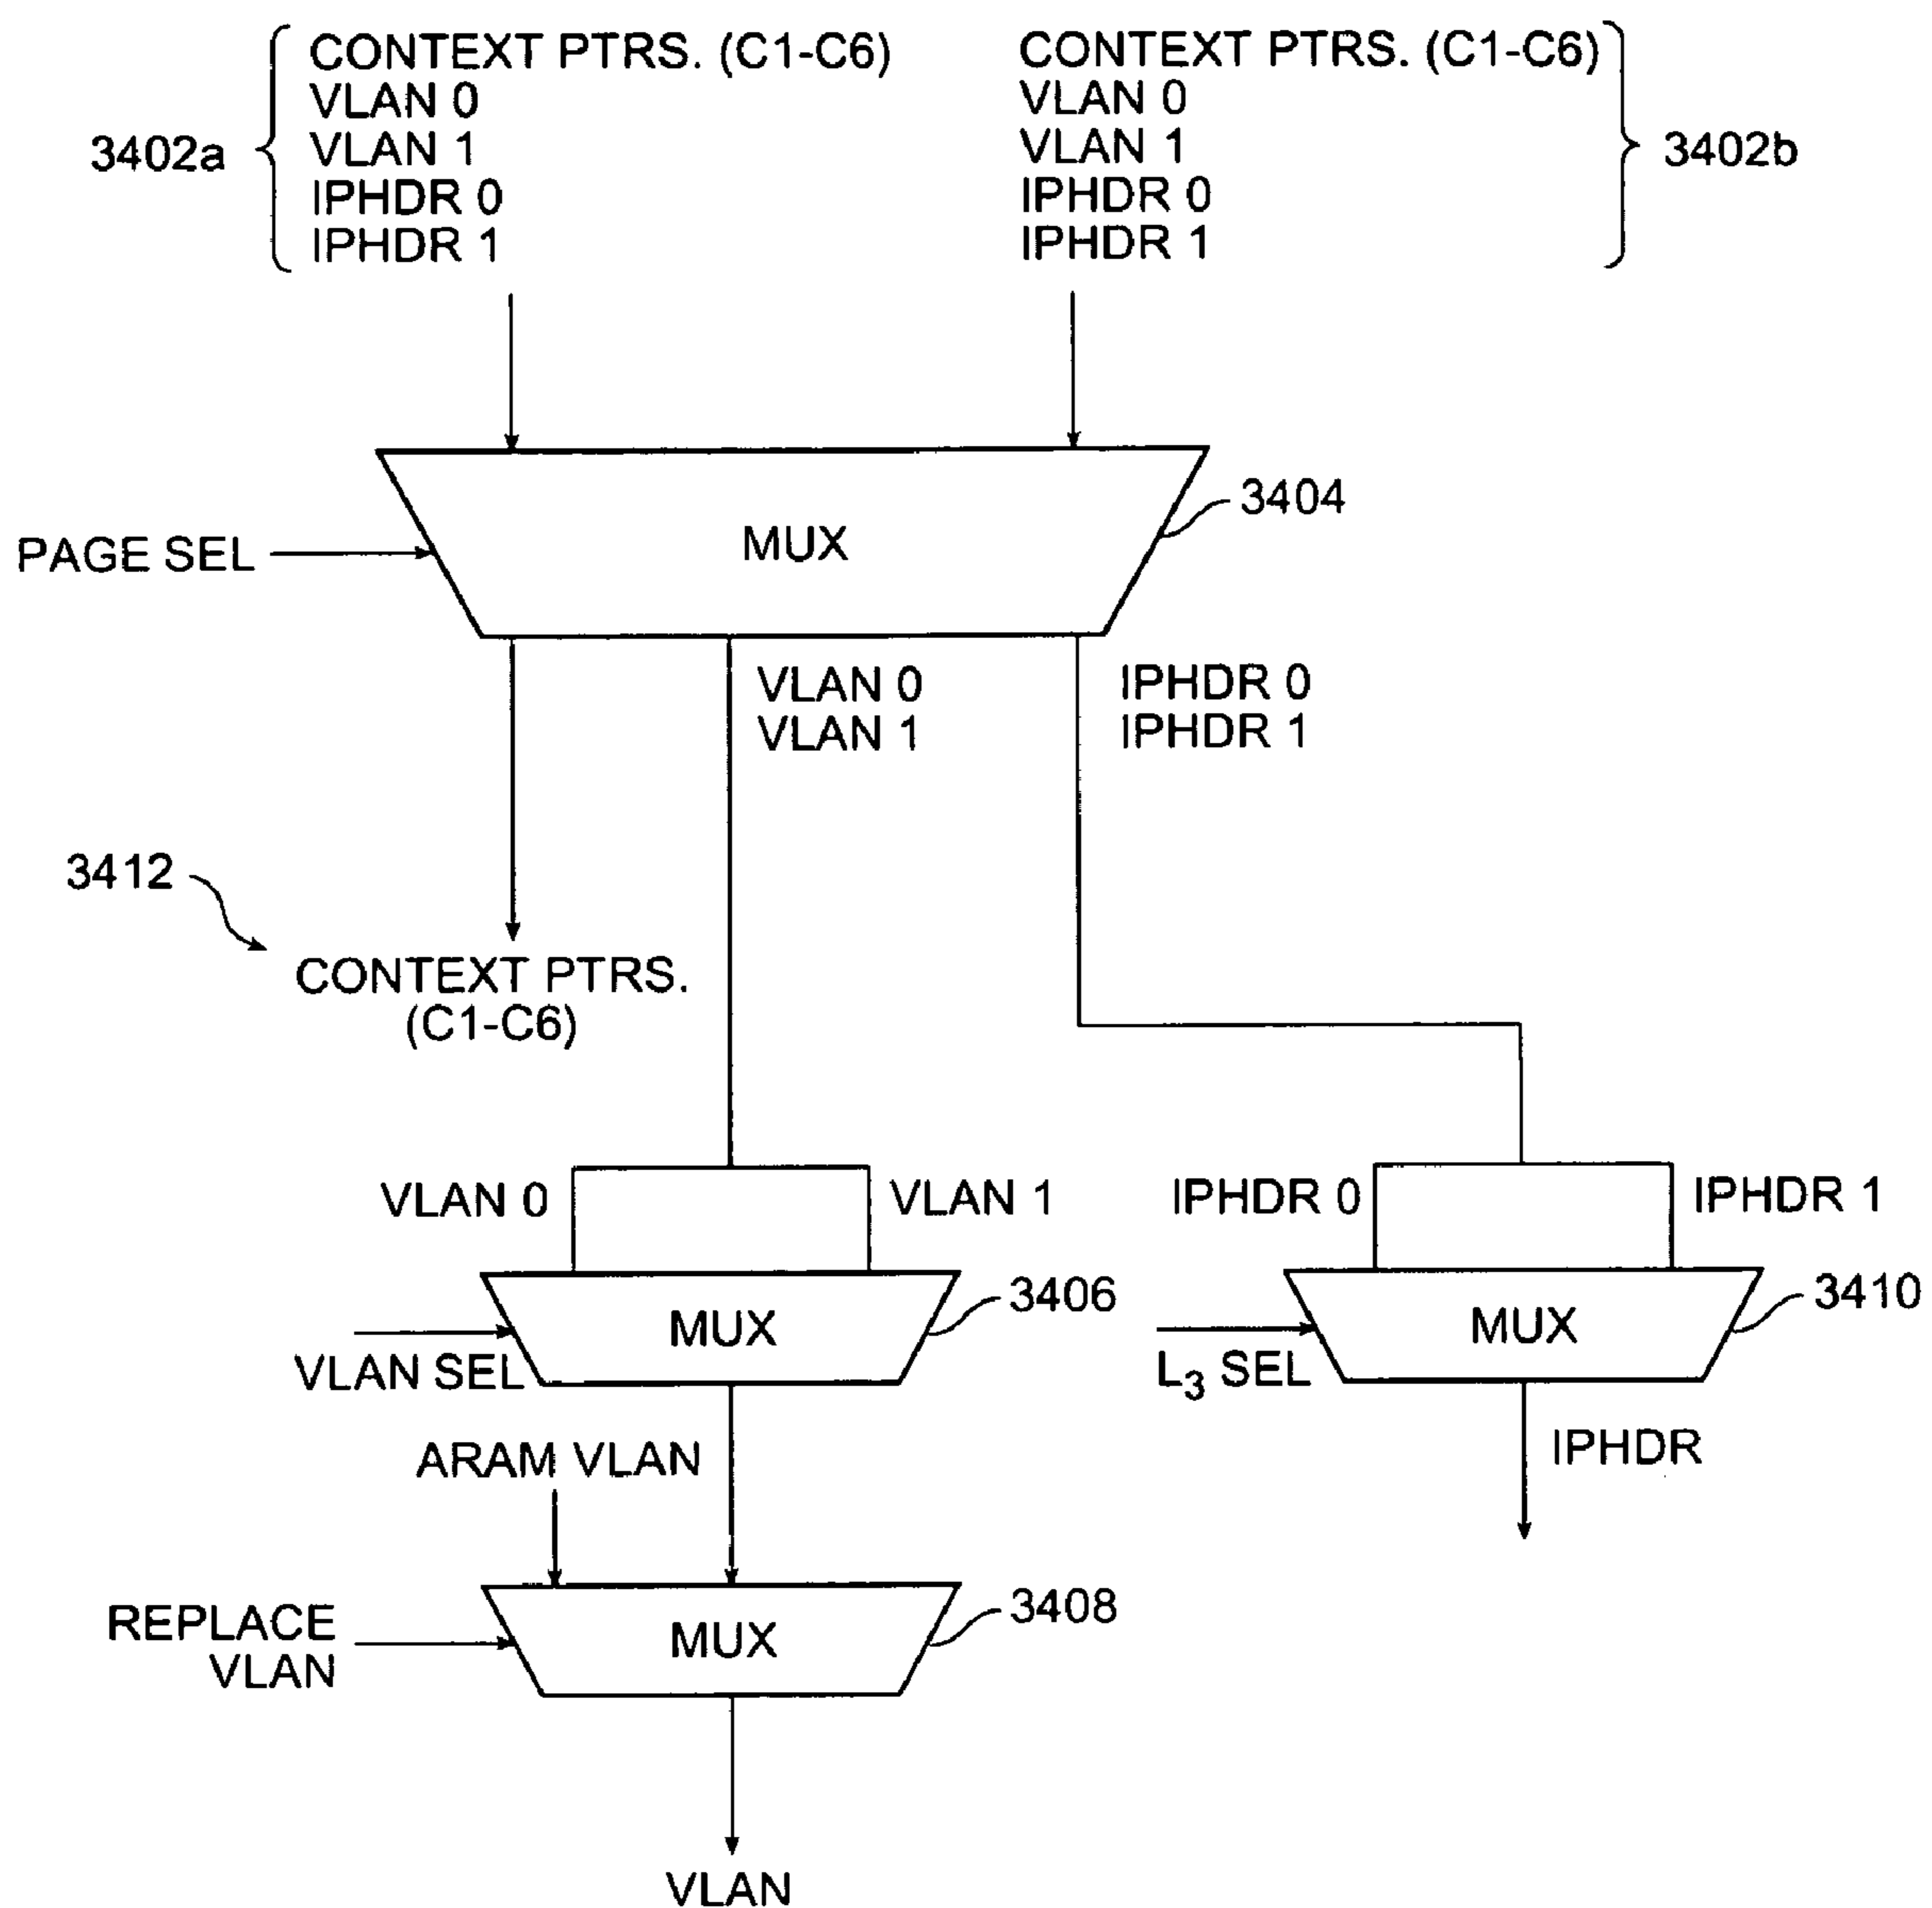 CONTEXT PTRS. (C1-C6)
VLAN 0
VLAN 1
IPHDR 0
IPHDR 1
3402a
CONTEXT PTRS. (C1-C6)
VLAN 0
VLAN 1
IPHDR 0
IPHDR 1
3402b
3404
PAGE SEL
MUX
VLAN 0
VLAN 1
IPHDR 0
IPHDR 1
3412
CONTEXT PTRS.
(C1-C6)
VLAN 0
VLAN 1
IPHDR 0
IPHDR 1
3406
MUX
VLAN SEL
3410
MUX
L3 SEL
ARAM VLAN
IPHDR
3408
REPLACE
VLAN
MUX
VLAN